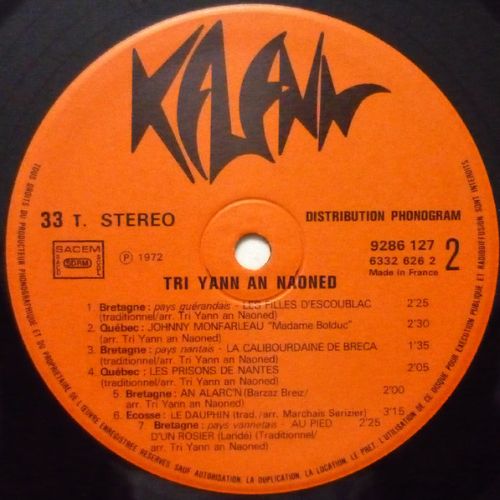 KELENN
33 T. STEREO
DISTRIBUTION PHONOGRAM
SACEM
SDRM
℗ 1972
9286 127
6332 626 2
2
Made in France
TRI YANN AN NAONED
1. Bretagne : pays guérandais - LES FILLES D'ESCOUBLAC 2'25
(traditionnel/arr. Tri Yann an Naoned)
2. Québec : JOHNNY MONFARLEAU "Madame Bolduc" 2'30
(arr. Tri Yann an Naoned)
3. Bretagne : pays nantais - LA CALIBOURDAINE DE BRECA 2'15
(traditionnel/arr. Tri Yann an Naoned)
4. Québec : LES PRISONS DE NANTES 2'05
(traditionnel/arr. Tri Yann an Naoned)
5. Bretagne : AN ALARC'N (Barzaz Breiz/ 2'00
arr. Tri Yann an Naoned)
6. Ecosse : LE DAUPHIN (trad./arr. Marchais Sérizier) 3'15
7. Bretagne : pays vannetais - AU PIED 2'05
D'UN ROSIER (Laridé) (Traditionnel/
arr. Tri Yann an Naoned)
TOUS DROITS DU PRODUCTEUR PHONOGRAPHIQUE ET DU PROPRIETAIRE DE L'ŒUVRE ENREGISTREE RESERVES. SAUF AUTORISATION, LA DUPLICATION, LA LOCATION, LE PRET, L'UTILISATION DE CE DISQUE POUR EXECUTION PUBLIQUE ET RADIODIFFUSION SONT INTERDITS